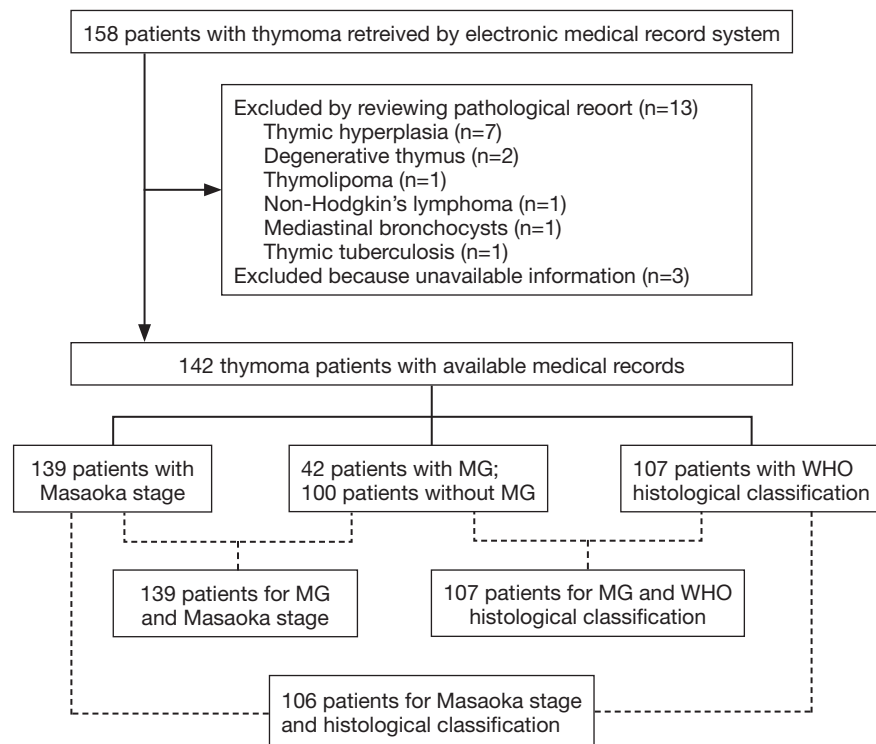 158 patients with thymoma retreived by electronic medical record system
Excluded by reviewing pathological reoort (n=13)
Thymic hyperplasia (n=7)
Degenerative thymus (n=2)
Thymolipoma (n=1)
Non-Hodgkin's lymphoma (n=1)
Mediastinal bronchocysts (n=1)
Thymic tuberculosis (n=1)
Excluded because unavailable information (n=3)
142 thymoma patients with available medical records
139 patients with
Masaoka stage
42 patients with MG;
100 patients without MG
107 patients with WHO
histological classification
139 patients for MG
and Masaoka stage
107 patients for MG and WHO
histological classification
106 patients for Masaoka stage
and histological classification